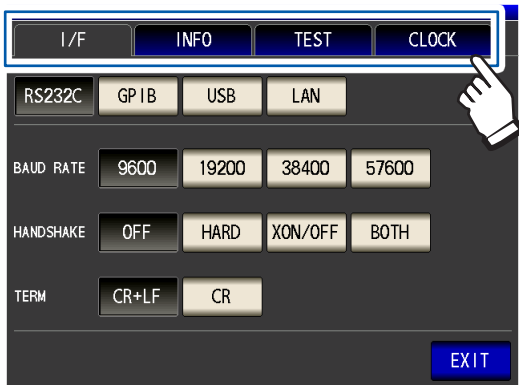 I/F INFO TEST CLOCK
RS232C GPIB USB LAN
BAUD RATE 9600 19200 38400 57600
HANDSHAKE OFF HARD XON/OFF BOTH
TERM CR+LF CR
EXIT